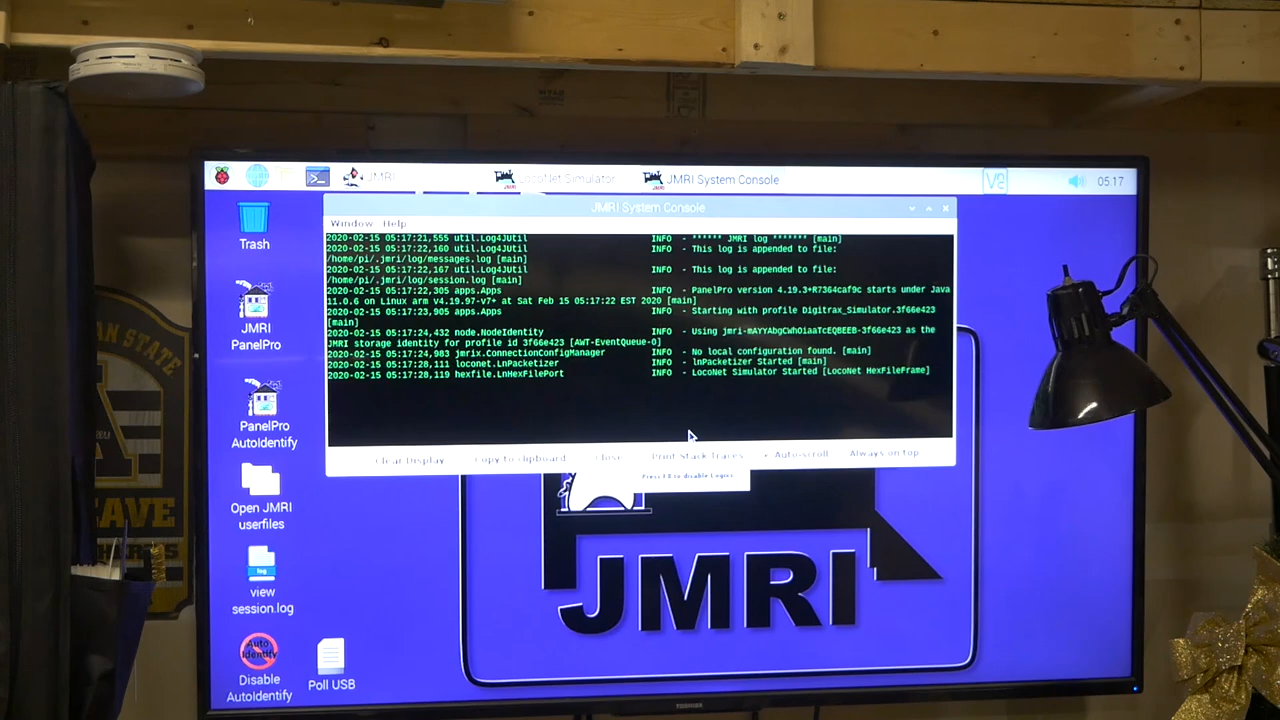 JMRI
LocoNet Simulator
JMRI System Console
05:17
JMRI System Console
Window Help
2020-02-15 05:17:21,555 util.Log4JUtil INFO - ****** JMRI log ******* [main]
2020-02-15 05:17:22,160 util.Log4JUtil INFO - This log is appended to file:
/home/pi/.jmri/log/messages.log [main]
2020-02-15 05:17:22,167 util.Log4JUtil INFO - This log is appended to file:
/home/pi/.jmri/log/session.log [main]
2020-02-15 05:17:22,305 apps.Apps INFO - PanelPro version 4.19.3+R7364caf9c starts under Java
11.0.6 on Linux arm v4.19.97-v7+ at Sat Feb 15 05:17:22 EST 2020 [main]
2020-02-15 05:17:23,905 apps.Apps INFO - Starting with profile Digitrax_Simulator.3f66e423
[main]
2020-02-15 05:17:24,432 node.NodeIdentity INFO - Using jmri-MAYYAbgCWhOiaaTcEQBEEB-3f66e423 as the
JMRI storage identity for profile id 3f66e423 [AWT-EventQueue-0]
2020-02-15 05:17:24,983 jmrix.ConnectionConfigManager INFO - No local configuration found. [main]
2020-02-15 05:17:28,111 loconet.LnPacketizer INFO - lnPacketizer Started [main]
2020-02-15 05:17:28,119 hexfile.LnHexFilePort INFO - LocoNet Simulator Started [LocoNet HexFileFrame]
Clear Display Copy to clipboard Close Print Stack Traces Auto-scroll Always on top
Press F8 to disable Logixs
Trash
JMRI
PanelPro
PanelPro
AutoIdentify
Open JMRI
userfiles
log
view
session.log
Auto
Identify
Disable
AutoIdentify
Poll USB
JMRI
TOSHIBA
AN STATE
A
EAVE